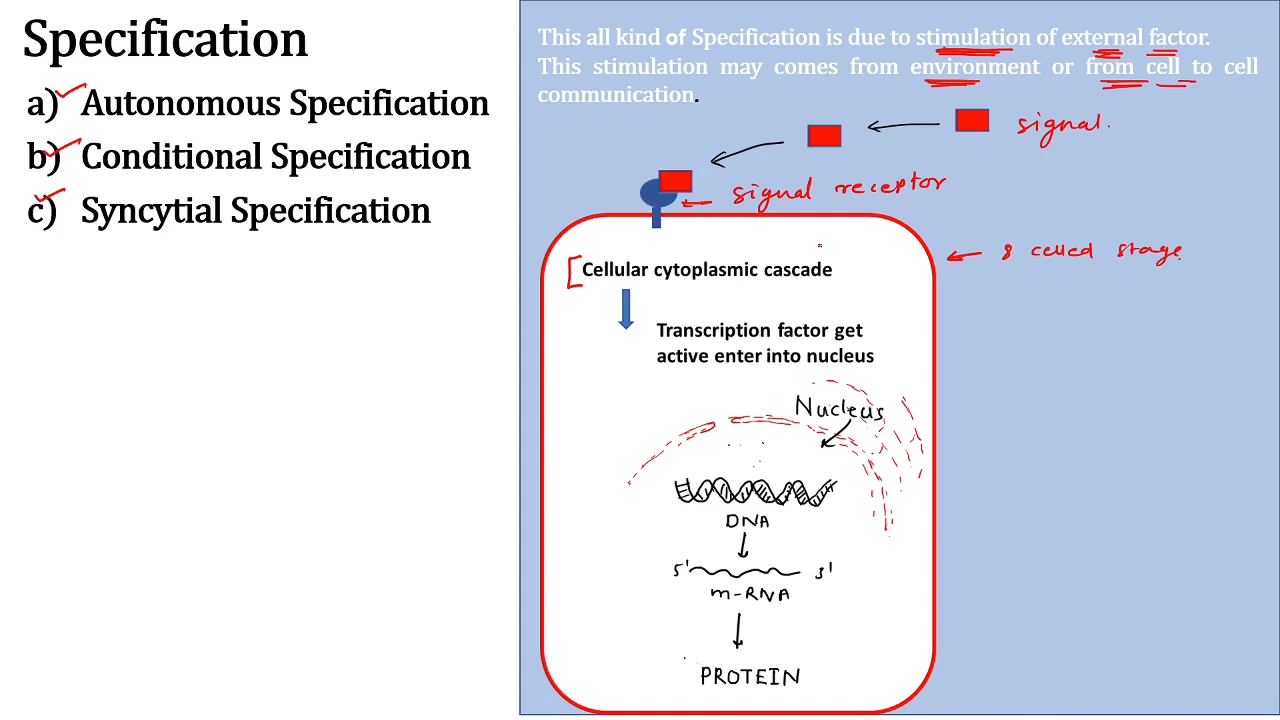 Specification
a) Autonomous Specification
b) Conditional Specification
c) Syncytial Specification
This all kind of Specification is due to stimulation of external factor.
This stimulation may comes from environment or from cell to cell
communication.
signal.
signal receptor
8 celled stage
Cellular cytoplasmic cascade
Transcription factor get
active enter into nucleus
Nucleus
DNA
5' 3'
m-RNA
PROTEIN